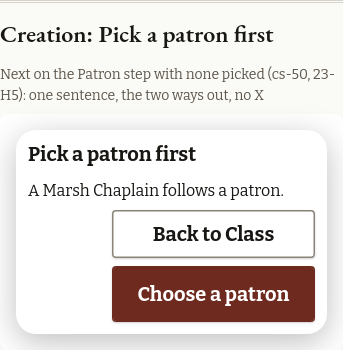 Creation: Pick a patron first
Next on the Patron step with none picked (cs-50, 23-
H5): one sentence, the two ways out, no X
Pick a patron first
A Marsh Chaplain follows a patron.
Back to Class
Choose a patron